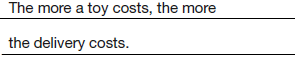 The more a toy costs, the more
the delivery costs.